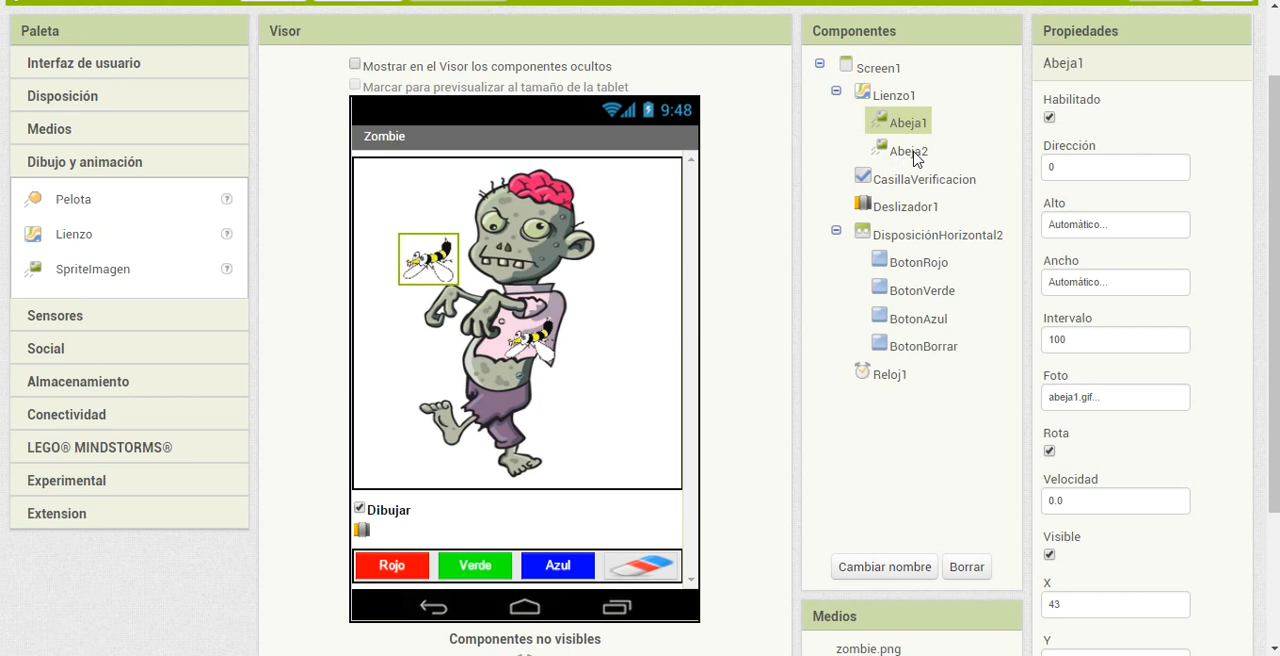 Paleta
Interfaz de usuario
Disposición
Medios
Dibujo y animación
Pelota
?
Lienzo
?
SpriteImagen
?
Sensores
Social
Almacenamiento
Conectividad
LEGO® MINDSTORMS®
Experimental
Extension
Visor
Mostrar en el Visor los componentes ocultos
Marcar para previsualizar al tamaño de la tablet
9:48
Zombie
Dibujar
Rojo
Verde
Azul
Componentes no visibles
Componentes
Screen1
Lienzo1
Abeja1
Abeja2
CasillaVerificacion
Deslizador1
DisposiciónHorizontal2
BotonRojo
BotonVerde
BotonAzul
BotonBorrar
Reloj1
Cambiar nombre
Borrar
Medios
zombie.png
Propiedades
Abeja1
Habilitado
Dirección
0
Alto
Automático...
Ancho
Automático...
Intervalo
100
Foto
abeja1.gif...
Rota
Velocidad
0.0
Visible
X
43
Y